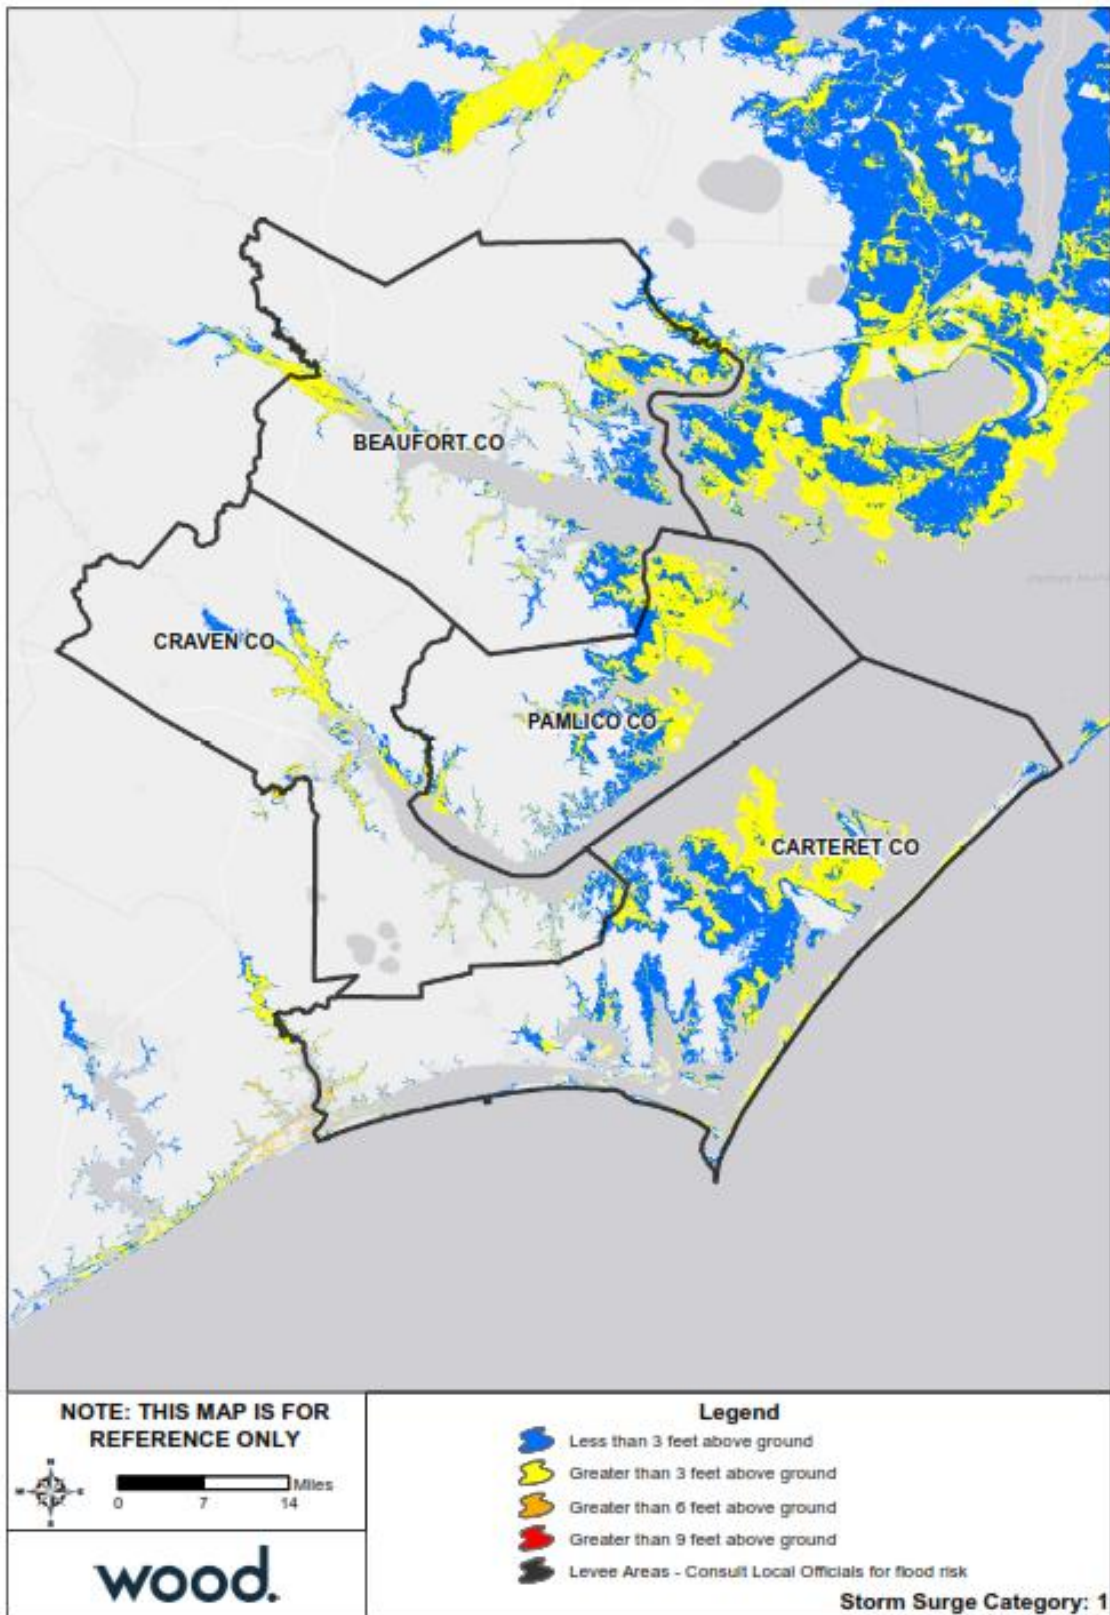 BEAUFORT CO
CRAVEN CO
PAMLICO CO
CARTERET CO
NOTE: THIS MAP IS FOR
REFERENCE ONLY
N
W
E
S
Miles
0 7 14
wood.
Legend
Less than 3 feet above ground
Greater than 3 feet above ground
Greater than 6 feet above ground
Greater than 9 feet above ground
Levee Areas - Consult Local Officials for flood risk
Storm Surge Category: 1